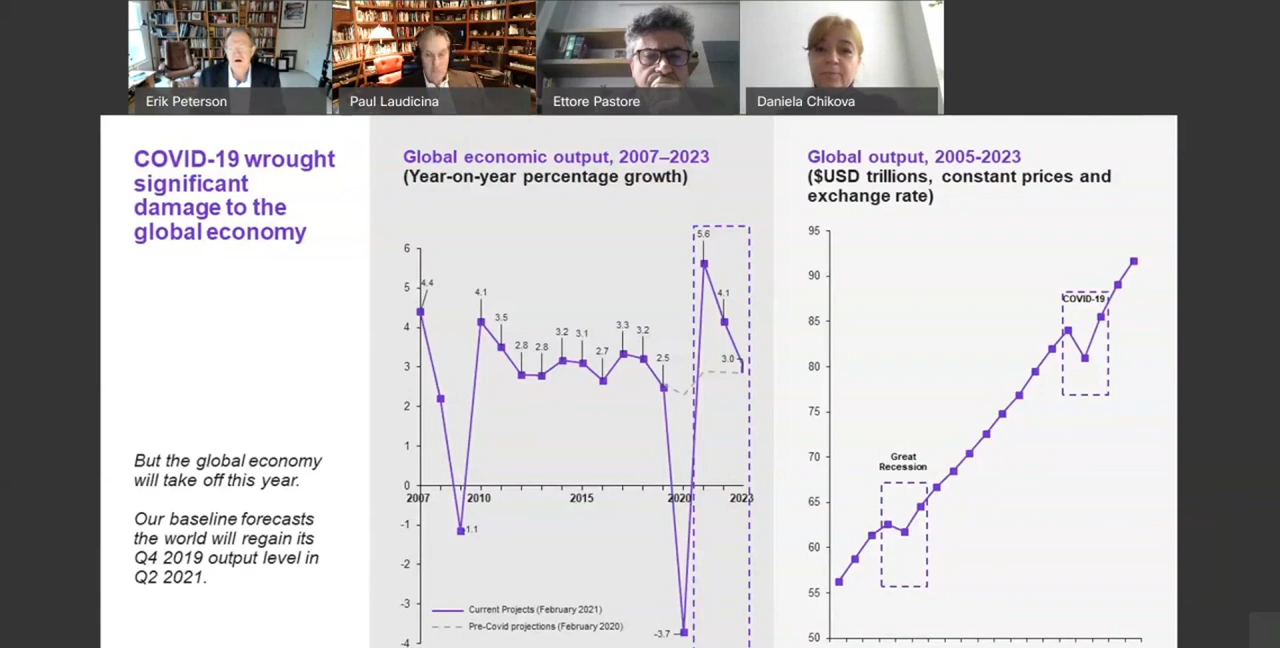 Erik Peterson
Paul Laudicina
Ettore Pastore
Daniela Chikova
COVID-19 wrought
significant
damage to the
global economy
But the global economy
will take off this year.
Our baseline forecasts
the world will regain its
Q4 2019 output level in
Q2 2021.
Global economic output, 2007–2023
(Year-on-year percentage growth)
6
5
4
3
2
1
0
-1
-2
-3
-4
4.4
1.1
4.1
3.5
2.8
2.8
3.2
3.1
2.7
3.3
3.2
2.5
-3.7
5.6
4.1
3.0
2007
2010
2015
2020
2023
Current Projects (February 2021)
Pre-Covid projections (February 2020)
Global output, 2005-2023
($USD trillions, constant prices and
exchange rate)
95
90
85
80
75
70
65
60
55
50
Great
Recession
COVID-19